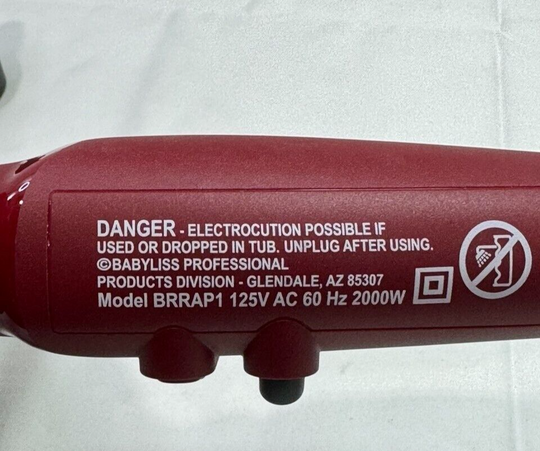 DANGER - ELECTROCUTION POSSIBLE IF
USED OR DROPPED IN TUB. UNPLUG AFTER USING.
©BABYLISS PROFESSIONAL
PRODUCTS DIVISION - GLENDALE, AZ 85307
Model BRRAP1 125V AC 60 Hz 2000W